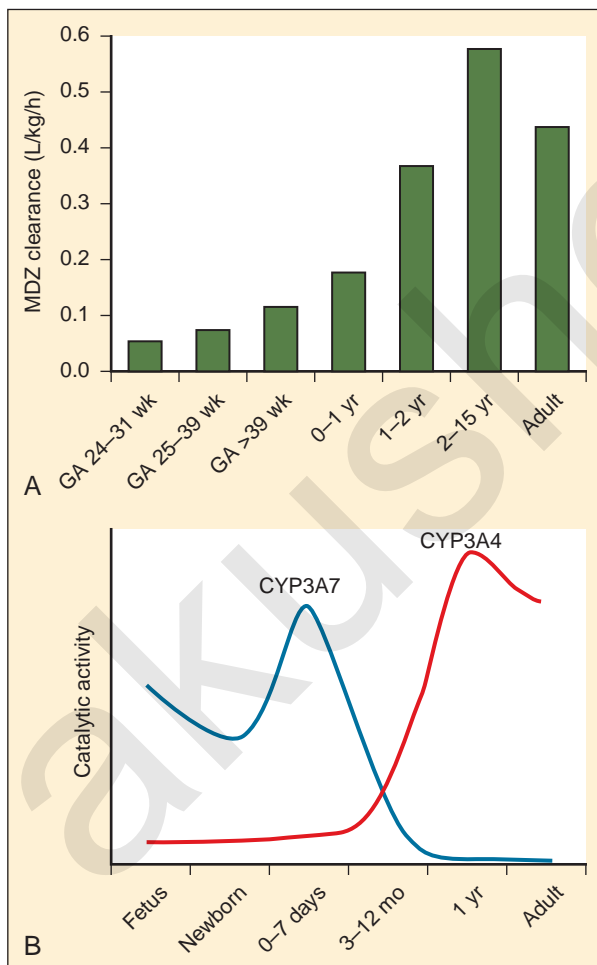 0.6
0.5
0.4
0.3
0.2
0.1
0.0
MDZ clearance (L/kg/h)
GA 24–31 wk
GA 25–39 wk
GA >39 wk
0–1 yr
1–2 yr
2–15 yr
Adult
A
CYP3A4
CYP3A7
Catalytic activity
Fetus
Newborn
0–7 days
3–12 mo
1 yr
Adult
B
akushe